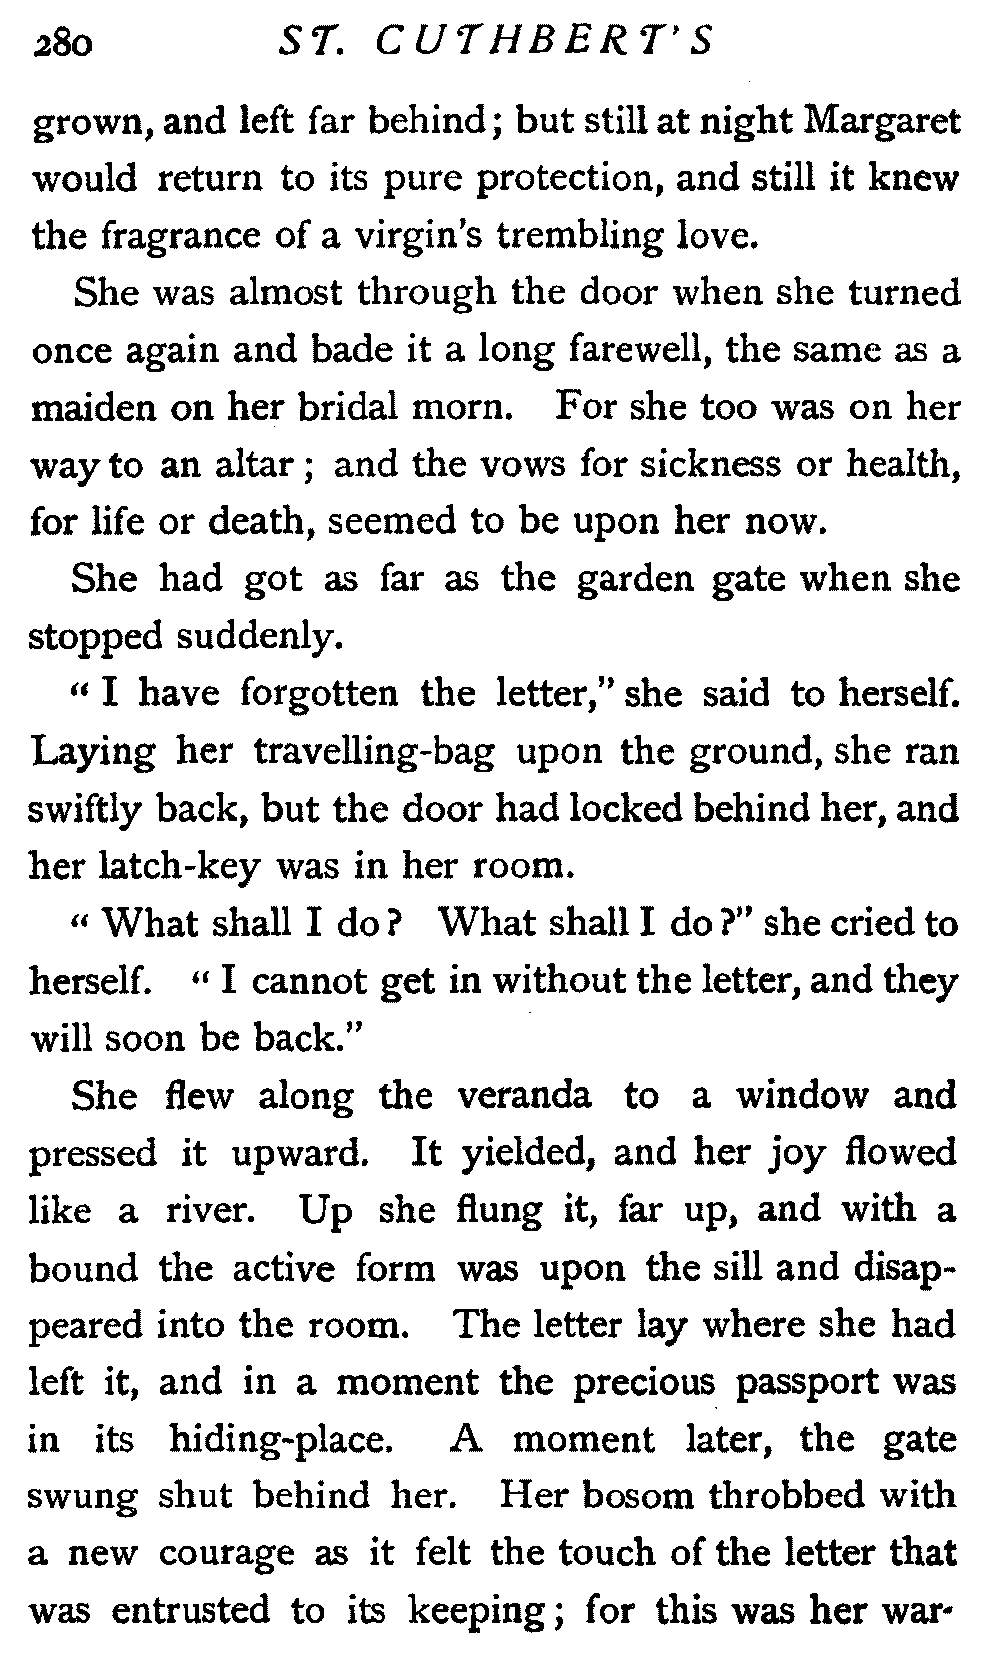 280 ST. CUTHBERT'S
grown, and left far behind; but still at night Margaret
would return to its pure protection, and still it knew
the fragrance of a virgin's trembling love.
She was almost through the door when she turned
once again and bade it a long farewell, the same as a
maiden on her bridal morn. For she too was on her
way to an altar; and the vows for sickness or health,
for life or death, seemed to be upon her now.
She had got as far as the garden gate when she
stopped suddenly.
"I have forgotten the letter," she said to herself.
Laying her travelling-bag upon the ground, she ran
swiftly back, but the door had locked behind her, and
her latch-key was in her room.
"What shall I do? What shall I do?" she cried to
herself. "I cannot get in without the letter, and they
will soon be back."
She flew along the veranda to a window and
pressed it upward. It yielded, and her joy flowed
like a river. Up she flung it, far up, and with a
bound the active form was upon the sill and disap-
peared into the room. The letter lay where she had
left it, and in a moment the precious passport was
in its hiding-place. A moment later, the gate
swung shut behind her. Her bosom throbbed with
a new courage as it felt the touch of the letter that
was entrusted to its keeping; for this was her war-